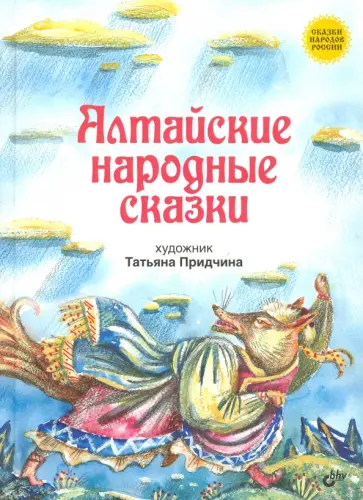 СКАЗКИ
НАРОДОВ
РОССИИ
Алтайские
народные
сказки
художник
Татьяна Придчина
bhv